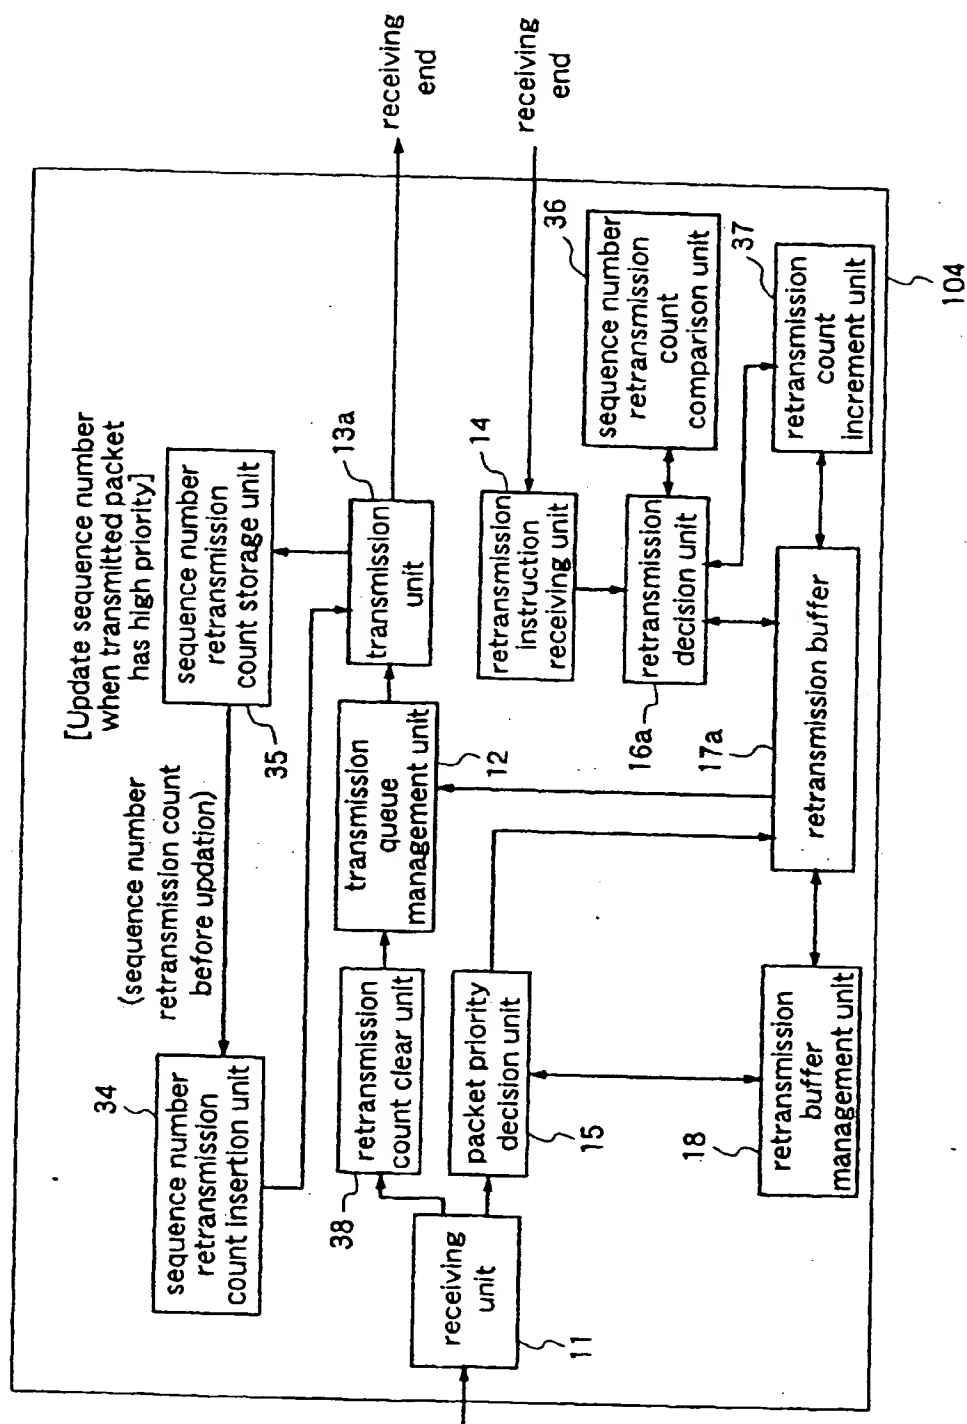 [Update sequence number
when transmitted packet
has high priority]
(sequence number
retransmission count
before updation)
34
sequence number
retransmission
count insertion unit
35
sequence number
retransmission
count storage unit
38
retransmission
count clear unit
transmission
queue
management unit
12
13a
transmission
unit
receiving
end
11
receiving
unit
packet priority
decision unit
15
14
retransmission
instruction
receiving unit
receiving
end
16a
retransmission
decision unit
36
sequence number
retransmission
count
comparison unit
18
retransmission
buffer
management unit
17a
retransmission buffer
37
retransmission
count
increment unit
104